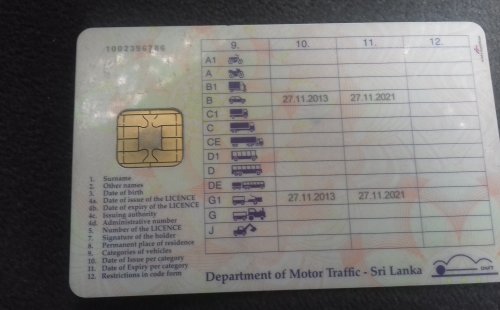 9. 10. 11. 12.
A1
A
B1
B 27.11.2013 27.11.2021
C1
C
CE
D1
D
DE
G1 27.11.2013 27.11.2021
G
J
1. Surname
2. Other names
3. Date of birth
4a. Date of issue of the LICENCE
4b. Date of expiry of the LICENCE
4c. Issuing authority
4d. Administrative number
5. Number of the LICENCE
7. Signature of the holder
8. Permanent place of residence
9. Categories of vehicles
10. Date of Issue per category
11. Date of Expiry per category
12. Restrictions in code form
Department of Motor Traffic - Sri Lanka